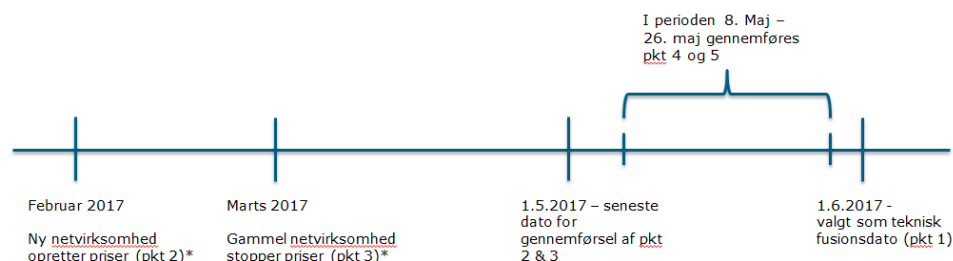 I perioden 8. Maj –
26. maj gennemføres
pkt 4 og 5
Februar 2017
Ny netvirksomhed
opretter priser (pkt 2)*
Marts 2017
Gammel netvirksomhed
stopper priser (pkt 3)*
1.5.2017 – seneste
dato for
gennemførsel af pkt
2 & 3
1.6.2017 -
valgt som teknisk
fusionsdato (pkt 1)